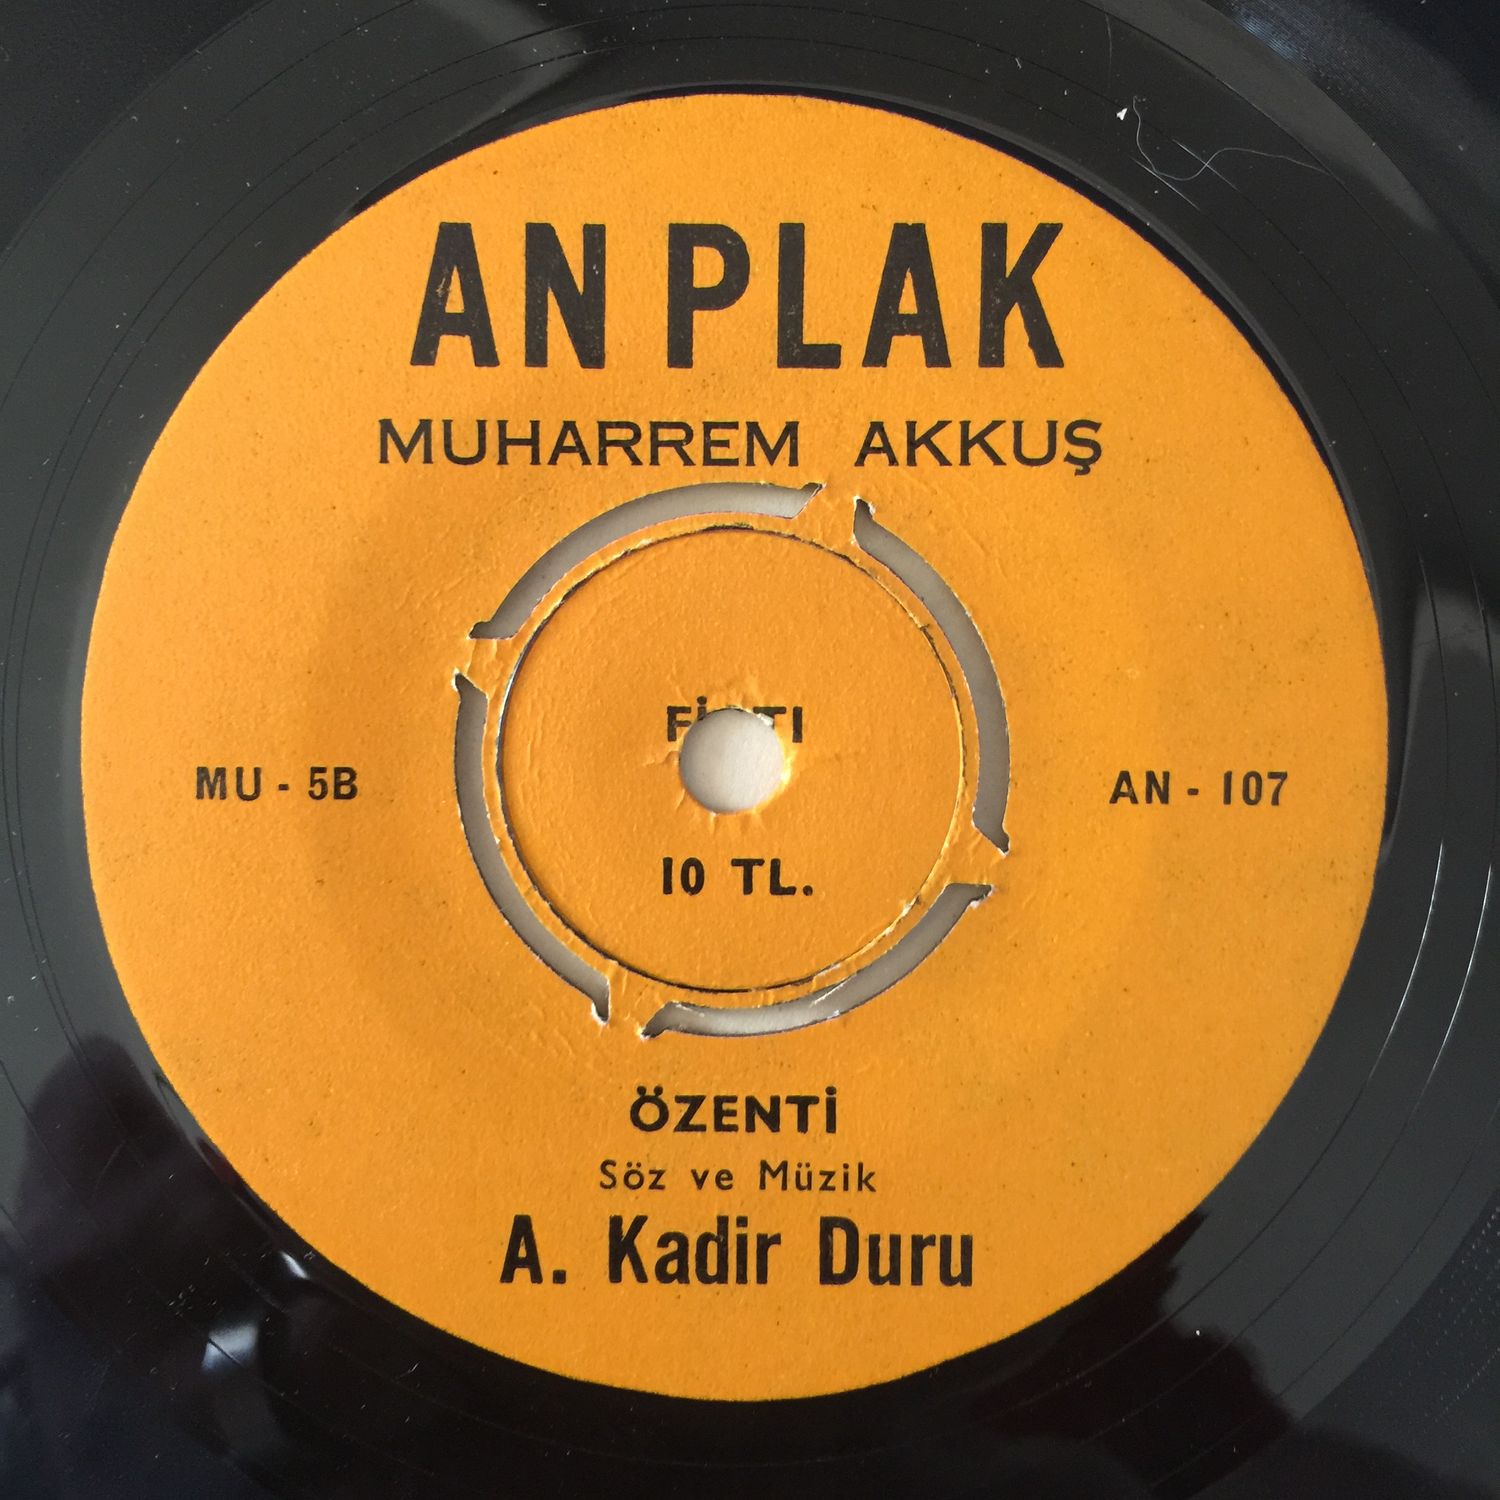 AN PLAK
MUHARREM AKKUŞ
MU - 5B
10 TL.
AN - 107
ÖZENTİ
Söz ve Müzik
A. Kadir Duru